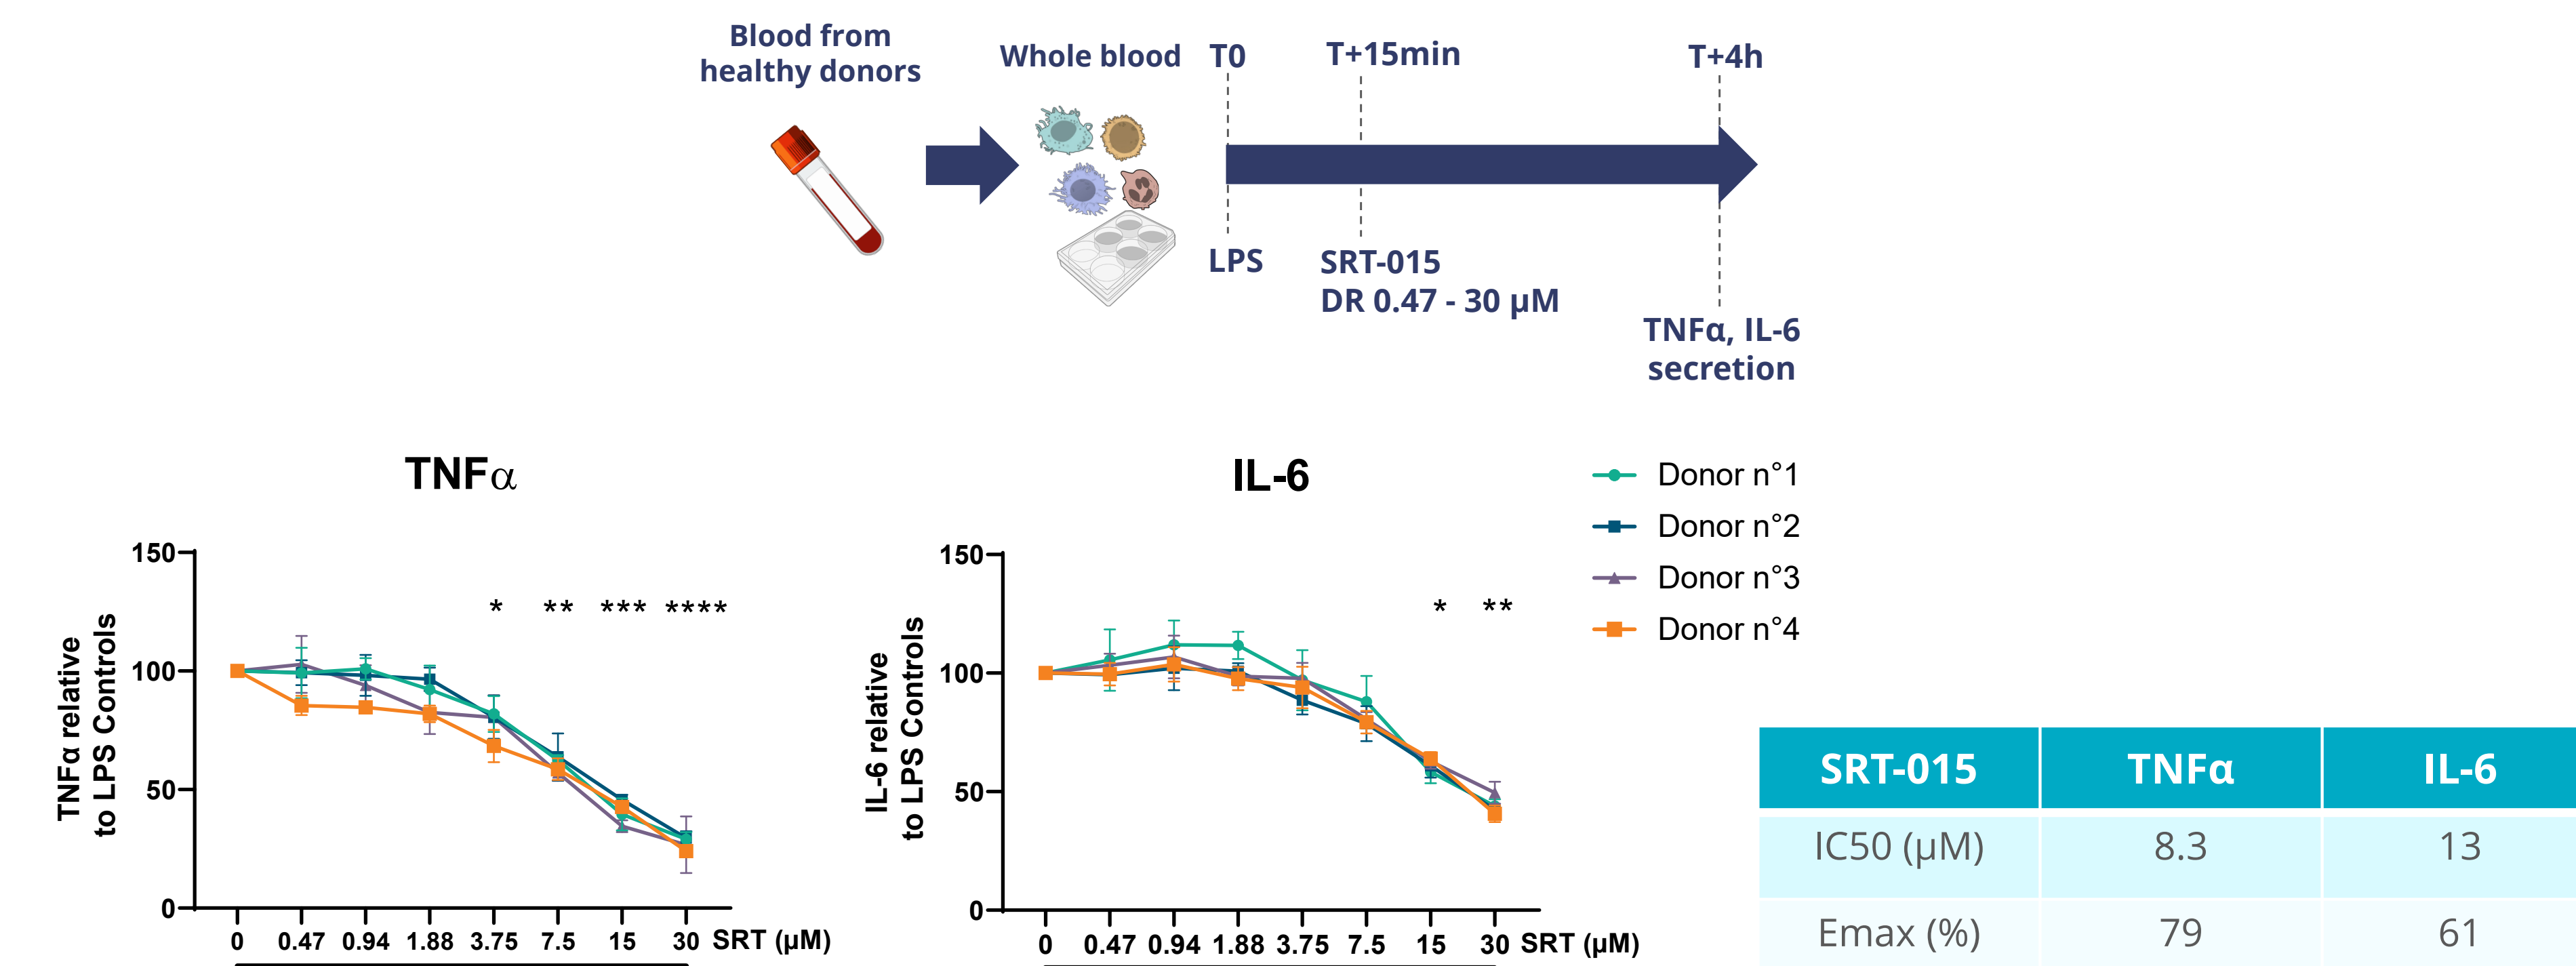 Blood from
healthy donors
Whole blood
T0
T+15min
T+4h
LPS
SRT-015
DR 0.47 - 30 µM
TNFα, IL-6
secretion
TNFα
150
100
50
0
TNFα relative
to LPS Controls
* ** *** ****
0 0.47 0.94 1.88 3.75 7.5 15 30 SRT (µM)
IL-6
150
100
50
0
IL-6 relative
to LPS Controls
* **
0 0.47 0.94 1.88 3.75 7.5 15 30 SRT (µM)
Donor n°1
Donor n°2
Donor n°3
Donor n°4
SRT-015 TNFα IL-6
IC50 (µM) 8.3 13
Emax (%) 79 61